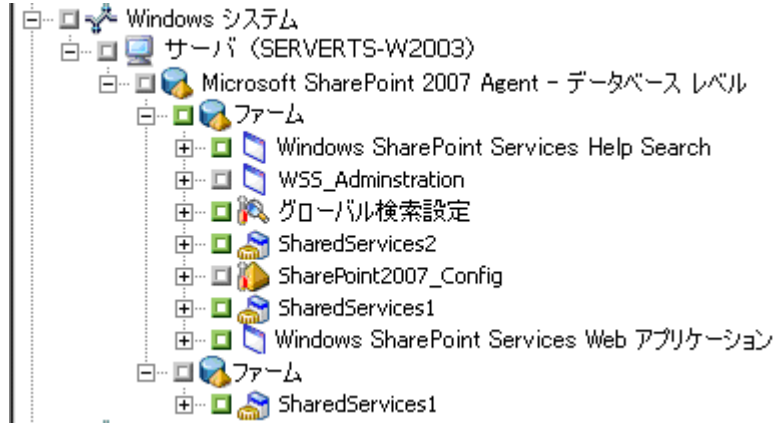 Windows システム
サーバ (SERVERTS-W2003)
Microsoft SharePoint 2007 Agent - データベース レベル
ファーム
Windows SharePoint Services Help Search
WSS_Adminstration
グローバル検索設定
SharedServices2
SharePoint2007_Config
SharedServices1
Windows SharePoint Services Web アプリケーション
ファーム
SharedServices1